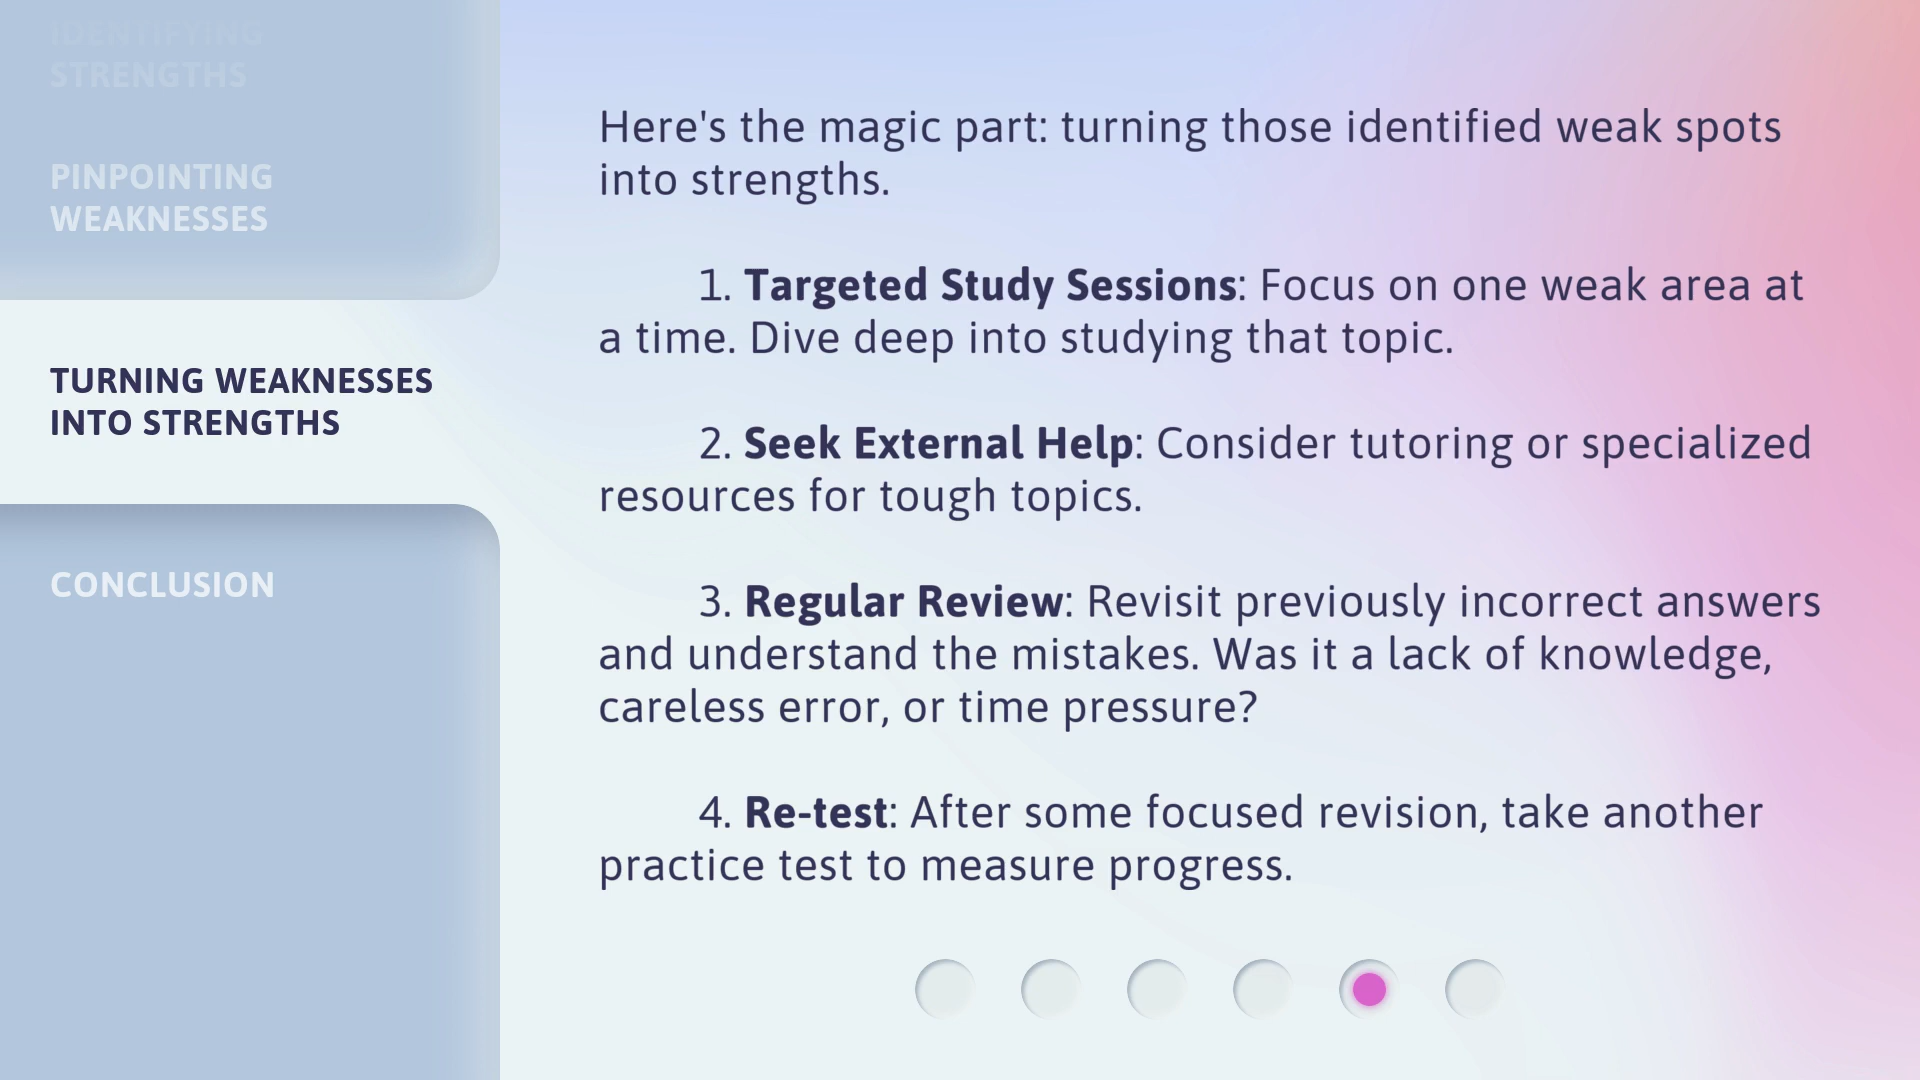 IDENTIFYING
STRENGTHS
PINPOINTING
WEAKNESSES
TURNING WEAKNESSES
INTO STRENGTHS
CONCLUSION
Here's the magic part: turning those identified weak spots
into strengths.
1. Targeted Study Sessions: Focus on one weak area at
a time. Dive deep into studying that topic.
2. Seek External Help: Consider tutoring or specialized
resources for tough topics.
3. Regular Review: Revisit previously incorrect answers
and understand the mistakes. Was it a lack of knowledge,
careless error, or time pressure?
4. Re-test: After some focused revision, take another
practice test to measure progress.